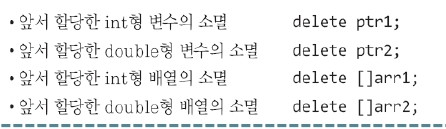 • 앞서 할당한 int형 변수의 소멸 delete ptr1;
• 앞서 할당한 double형 변수의 소멸 delete ptr2;
• 앞서 할당한 int형 배열의 소멸 delete []arr1;
• 앞서 할당한 double형 배열의 소멸 delete []arr2;